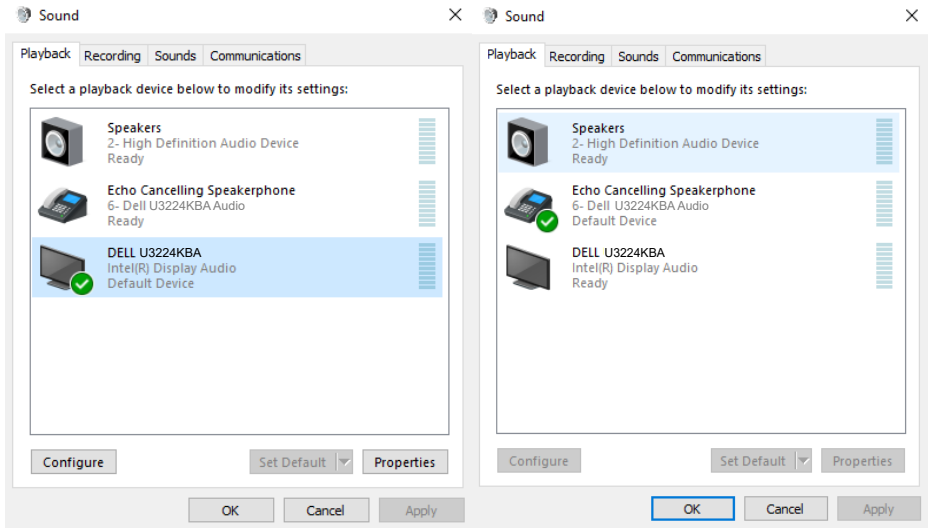 Sound
Playback Recording Sounds Communications
Select a playback device below to modify its settings:
Speakers
2- High Definition Audio Device
Ready
Echo Cancelling Speakerphone
6- Dell U3224KBA Audio
Ready
DELL U3224KBA
Intel(R) Display Audio
Default Device
Configure Set Default Properties
OK Cancel Apply
Sound
Playback Recording Sounds Communications
Select a playback device below to modify its settings:
Speakers
2- High Definition Audio Device
Ready
Echo Cancelling Speakerphone
6- Dell U3224KBA Audio
Default Device
DELL U3224KBA
Intel(R) Display Audio
Ready
Configure Set Default Properties
OK Cancel Apply